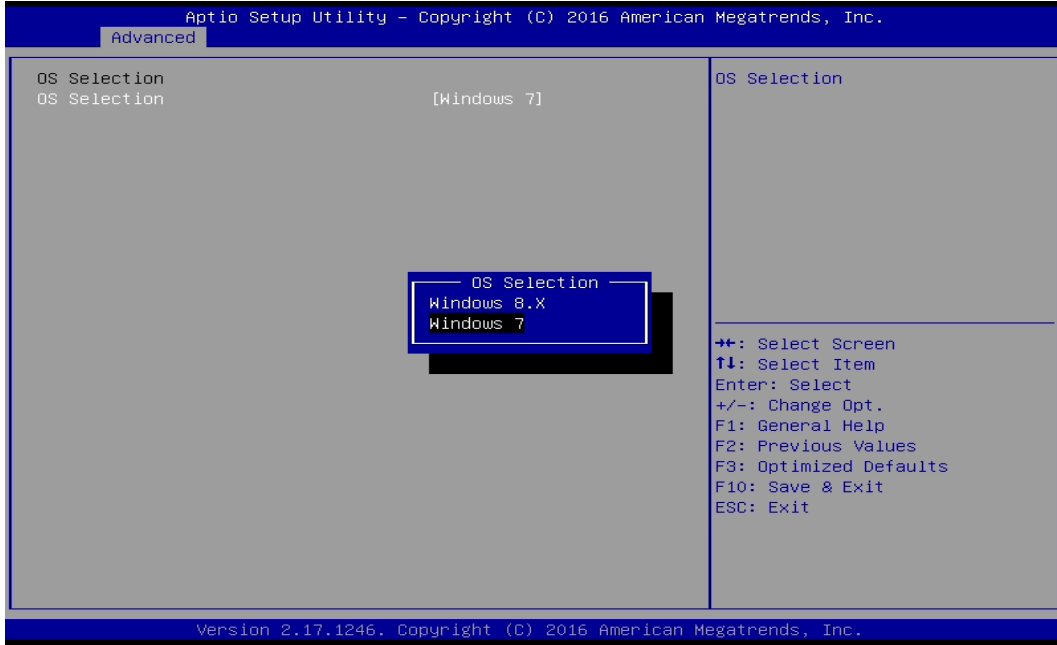 Aptio Setup Utility – Copyright (C) 2016 American Megatrends, Inc.
Advanced
OS Selection
OS Selection [Windows 7]
OS Selection
OS Selection
Windows 8.X
Windows 7
→←: Select Screen
↑↓: Select Item
Enter: Select
+/-: Change Opt.
F1: General Help
F2: Previous Values
F3: Optimized Defaults
F10: Save & Exit
ESC: Exit
Version 2.17.1246. Copyright (C) 2016 American Megatrends, Inc.